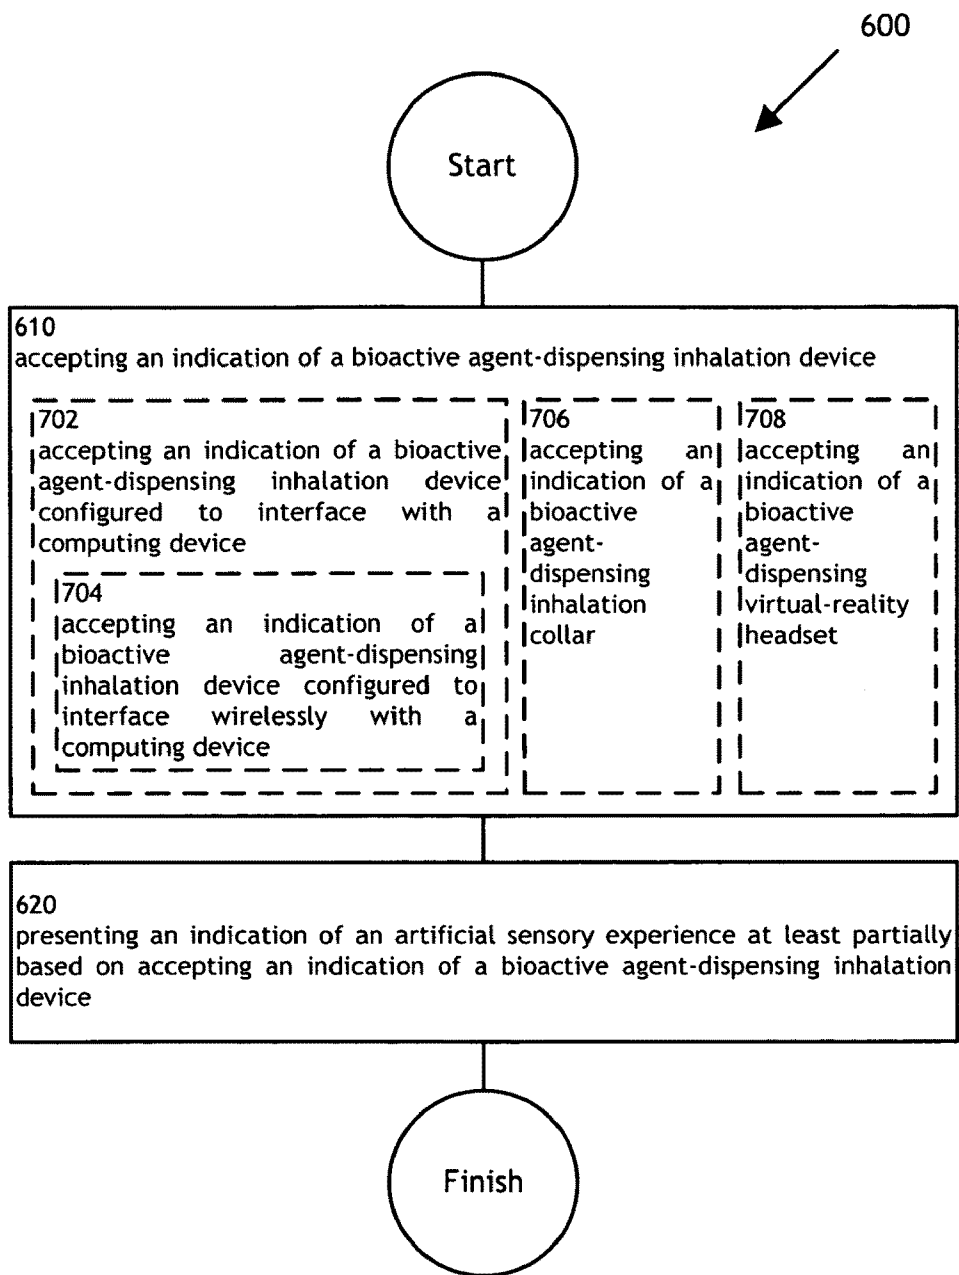 600
Start
610
accepting an indication of a bioactive agent-dispensing inhalation device
702
accepting an indication of a bioactive
agent-dispensing inhalation device
configured to interface with a
computing device
704
accepting an indication of a
bioactive agent-dispensing
inhalation device configured to
interface wirelessly with a
computing device
706
accepting an
indication of a
bioactive
agent-
dispensing
inhalation
collar
708
accepting an
indication of a
bioactive
agent-
dispensing
virtual-reality
headset
620
presenting an indication of an artificial sensory experience at least partially
based on accepting an indication of a bioactive agent-dispensing inhalation
device
Finish